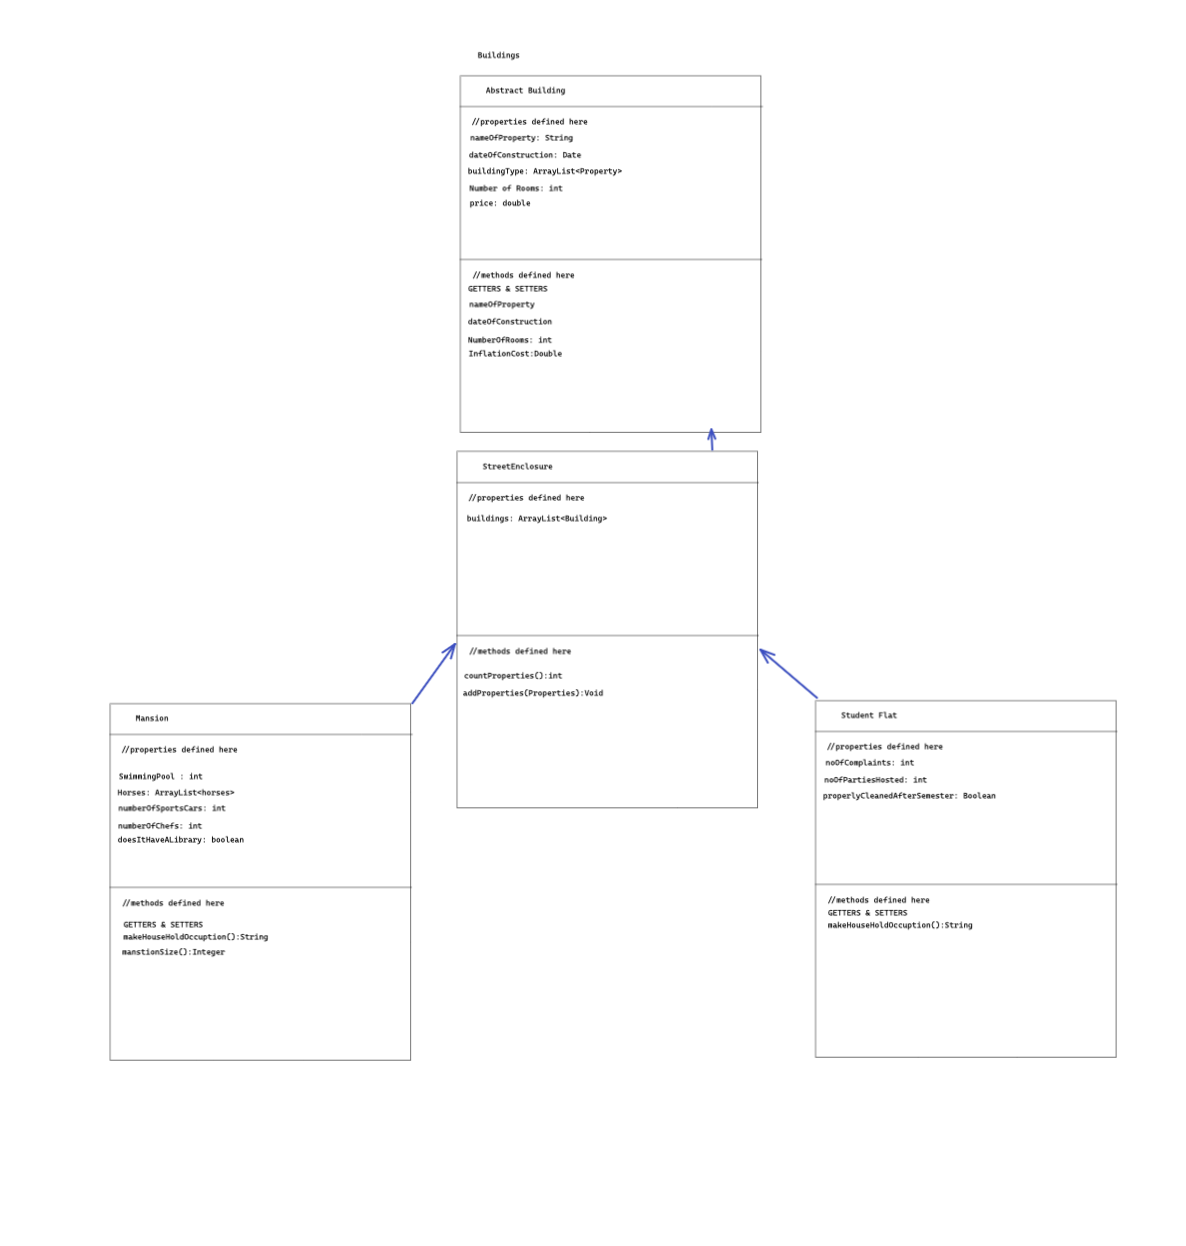 Buildings
Abstract Building
//properties defined here
nameOfProperty: String
dateOfConstruction: Date
buildingType: ArrayList<Property>
Number of Rooms: int
price: double
//methods defined here
GETTERS & SETTERS
nameOfProperty
dateOfConstruction
NumberOfRooms: int
InflationCost:Double
StreetEnclosure
//properties defined here
buildings: ArrayList<Building>
//methods defined here
countProperties():int
addProperties(Properties):Void
Mansion
//properties defined here
SwimmingPool : int
Horses: ArrayList<horses>
numberOfSportsCars: int
numberOfChefs: int
doesItHaveALibrary: boolean
//methods defined here
GETTERS & SETTERS
makeHouseHoldOccuption():String
manstionSize():Integer
Student Flat
//properties defined here
noOfComplaints: int
noOfPartiesHosted: int
properlyCleanedAfterSemester: Boolean
//methods defined here
GETTERS & SETTERS
makeHouseHoldOccuption():String